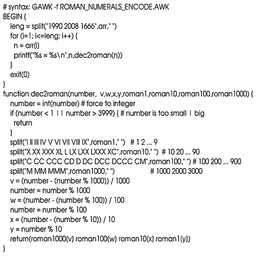 # syntax: GAWK -f ROMAN_NUMERALS_ENCODE.AWK
BEGIN {
leng = split("1990 2008 1666",arr," ")
for (i=1; i<=leng; i++) {
n = arr(i)
printf("%s = %s\n",n,dec2roman(n))
}
exit(0)
}
function dec2roman(number, v,w,x,y,roman1,roman10,roman100,roman1000) {
number = int(number) # force to integer
if (number < 1 || number > 3999) { # number is too small | big
return
}
split("I II III IV V VI VII VIII IX",roman1," ") # 1 2 ... 9
split("X XX XXX XL L LX LXX LXXX XC",roman10," ") # 10 20 ... 90
split("C CC CCC CD D DC DCC DCCC CM",roman100," ") # 100 200 ... 900
split("M MM MMM",roman1000," ") # 1000 2000 3000
v = (number - (number % 1000)) / 1000
number = number % 1000
w = (number - (number % 100)) / 100
number = number % 100
x = (number - (number % 10)) / 10
y = number % 10
return(roman1000(v) roman100(w) roman10(x) roman1(y))
}